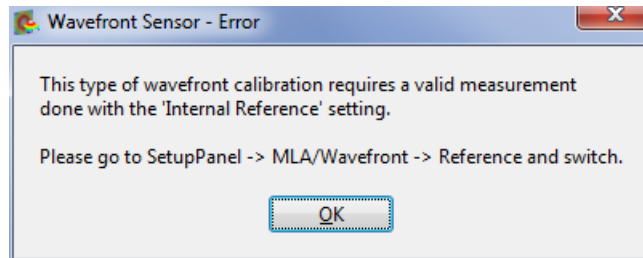 Wavefront Sensor - Error
This type of wavefront calibration requires a valid measurement
done with the 'Internal Reference' setting.
Please go to SetupPanel -> MLA/Wavefront -> Reference and switch.
OK